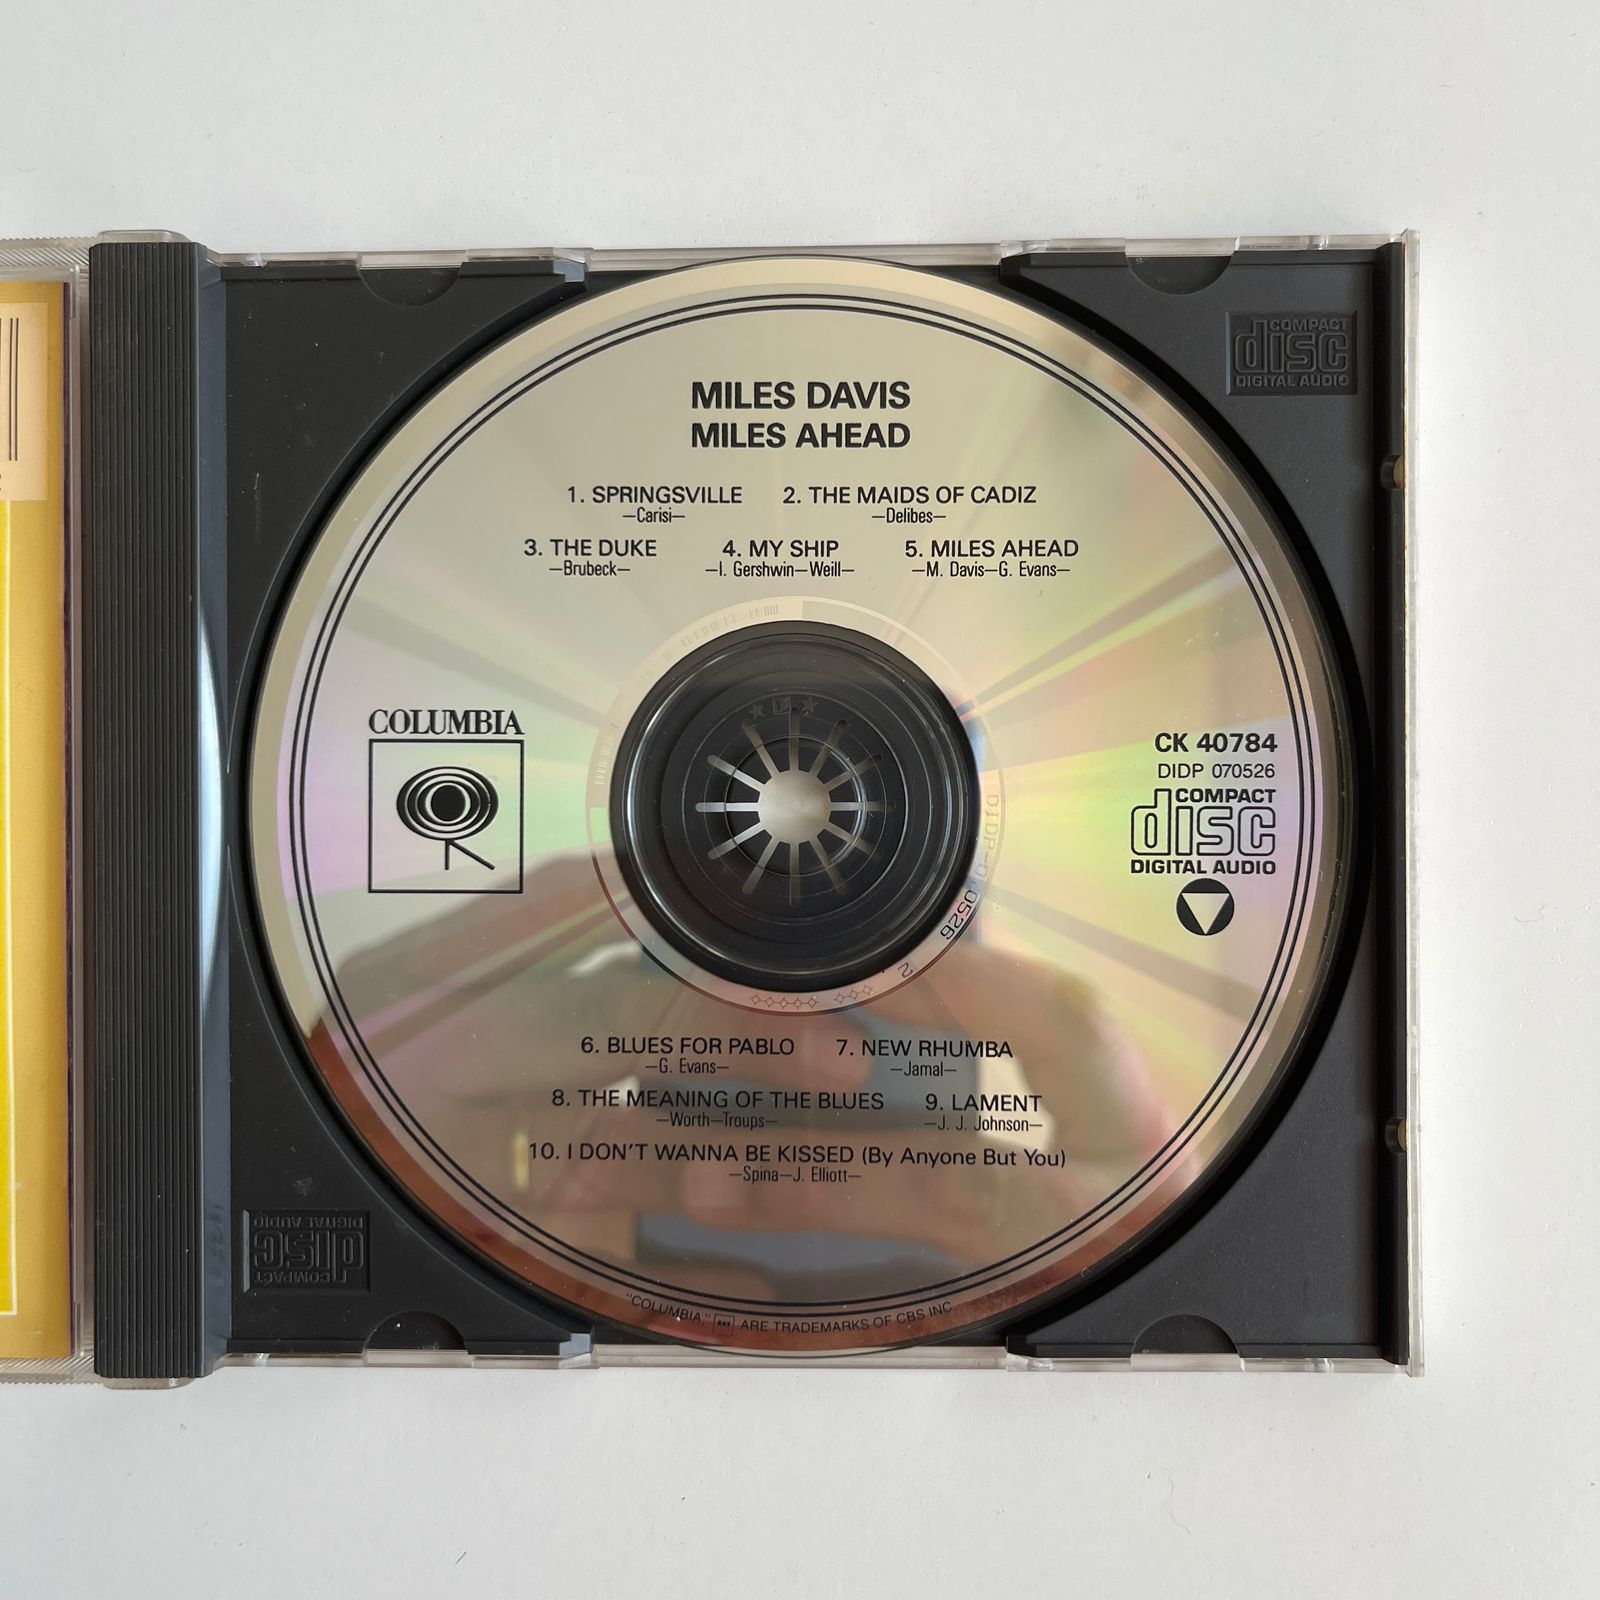 COMPACT
disc
DIGITAL AUDIO
MILES DAVIS
MILES AHEAD
1. SPRINGSVILLE 2. THE MAIDS OF CADIZ
—Carisi— —Delibes—
3. THE DUKE 4. MY SHIP 5. MILES AHEAD
—Brubeck— —I. Gershwin—Weill— —M. Davis—G. Evans—
COLUMBIA
CK 40784
DIDP 070526
COMPACT
disc
DIGITAL AUDIO
DIDP-070526
2
6. BLUES FOR PABLO 7. NEW RHUMBA
—G. Evans— —Jamal—
8. THE MEANING OF THE BLUES 9. LAMENT
—Worth—Troups— —J. J. Johnson—
10. I DON'T WANNA BE KISSED (By Anyone But You)
—Spina—J. Elliott—
COMPACT
disc
DIGITAL AUDIO
"COLUMBIA," ARE TRADEMARKS OF CBS INC